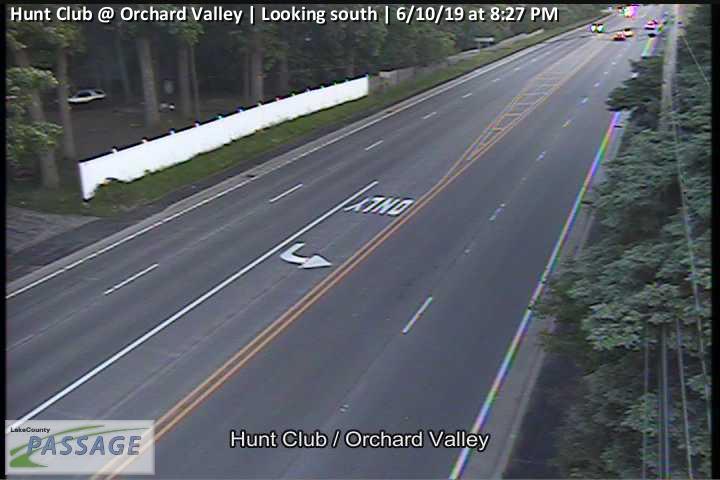 Hunt Club @ Orchard Valley | Looking south | 6/10/19 at 8:27 PM
ONLY
Hunt Club / Orchard Valley
LakeCounty
PASSAGE